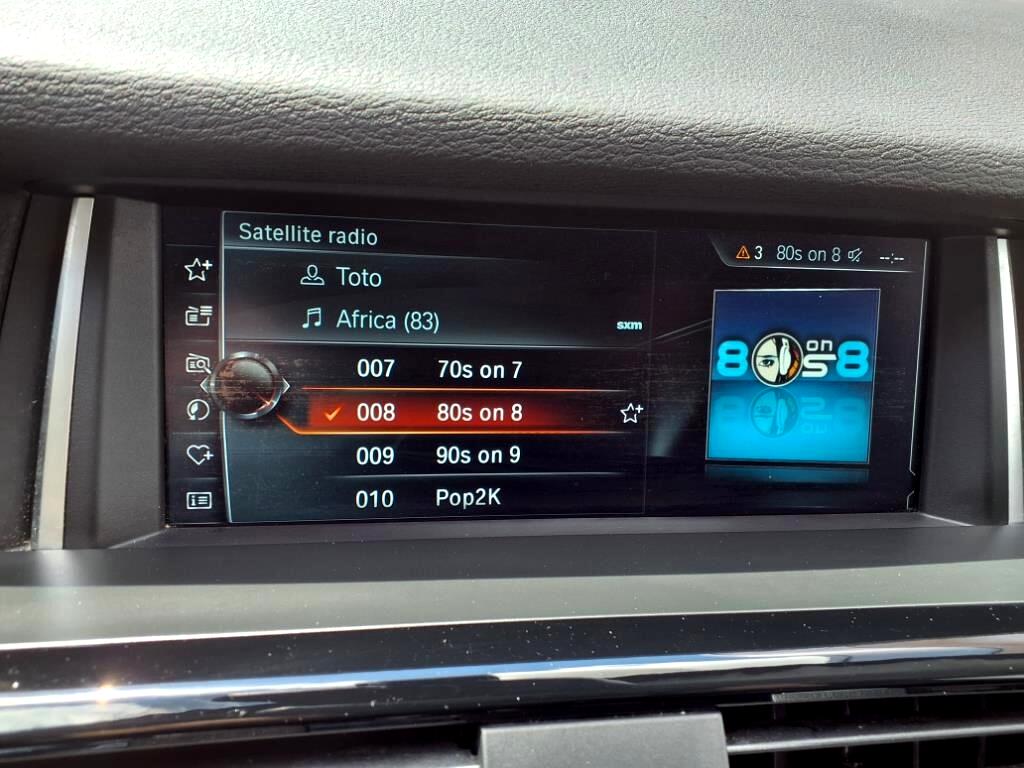 Satellite radio
3 80s on 8 --:--
Toto
Africa (83)
sxm
007 70s on 7
008 80s on 8
009 90s on 9
010 Pop2K
80s on 8